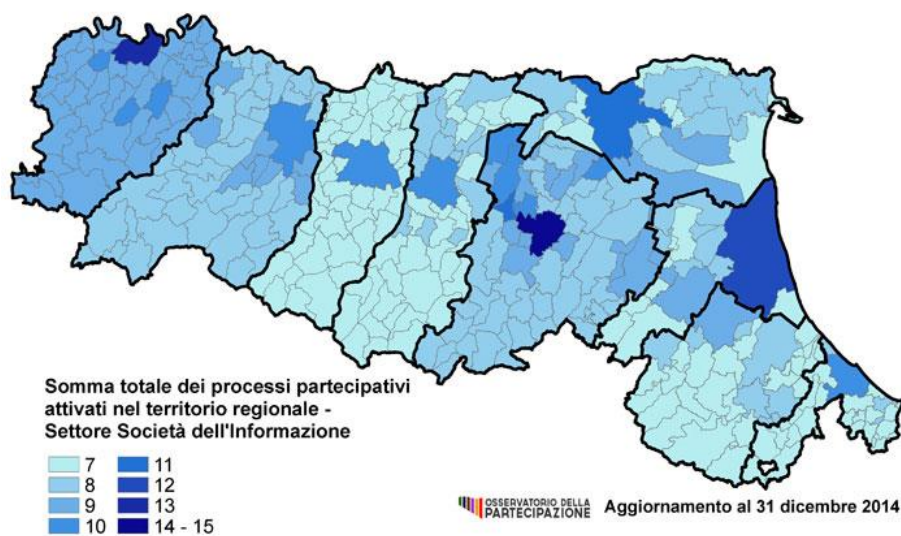 Somma totale dei processi partecipativi
attivati nel territorio regionale -
Settore Società dell'Informazione
7
8
9
10
11
12
13
14 - 15
OSSERVATORIO DELLA
PARTECIPAZIONE
Aggiornamento al 31 dicembre 2014